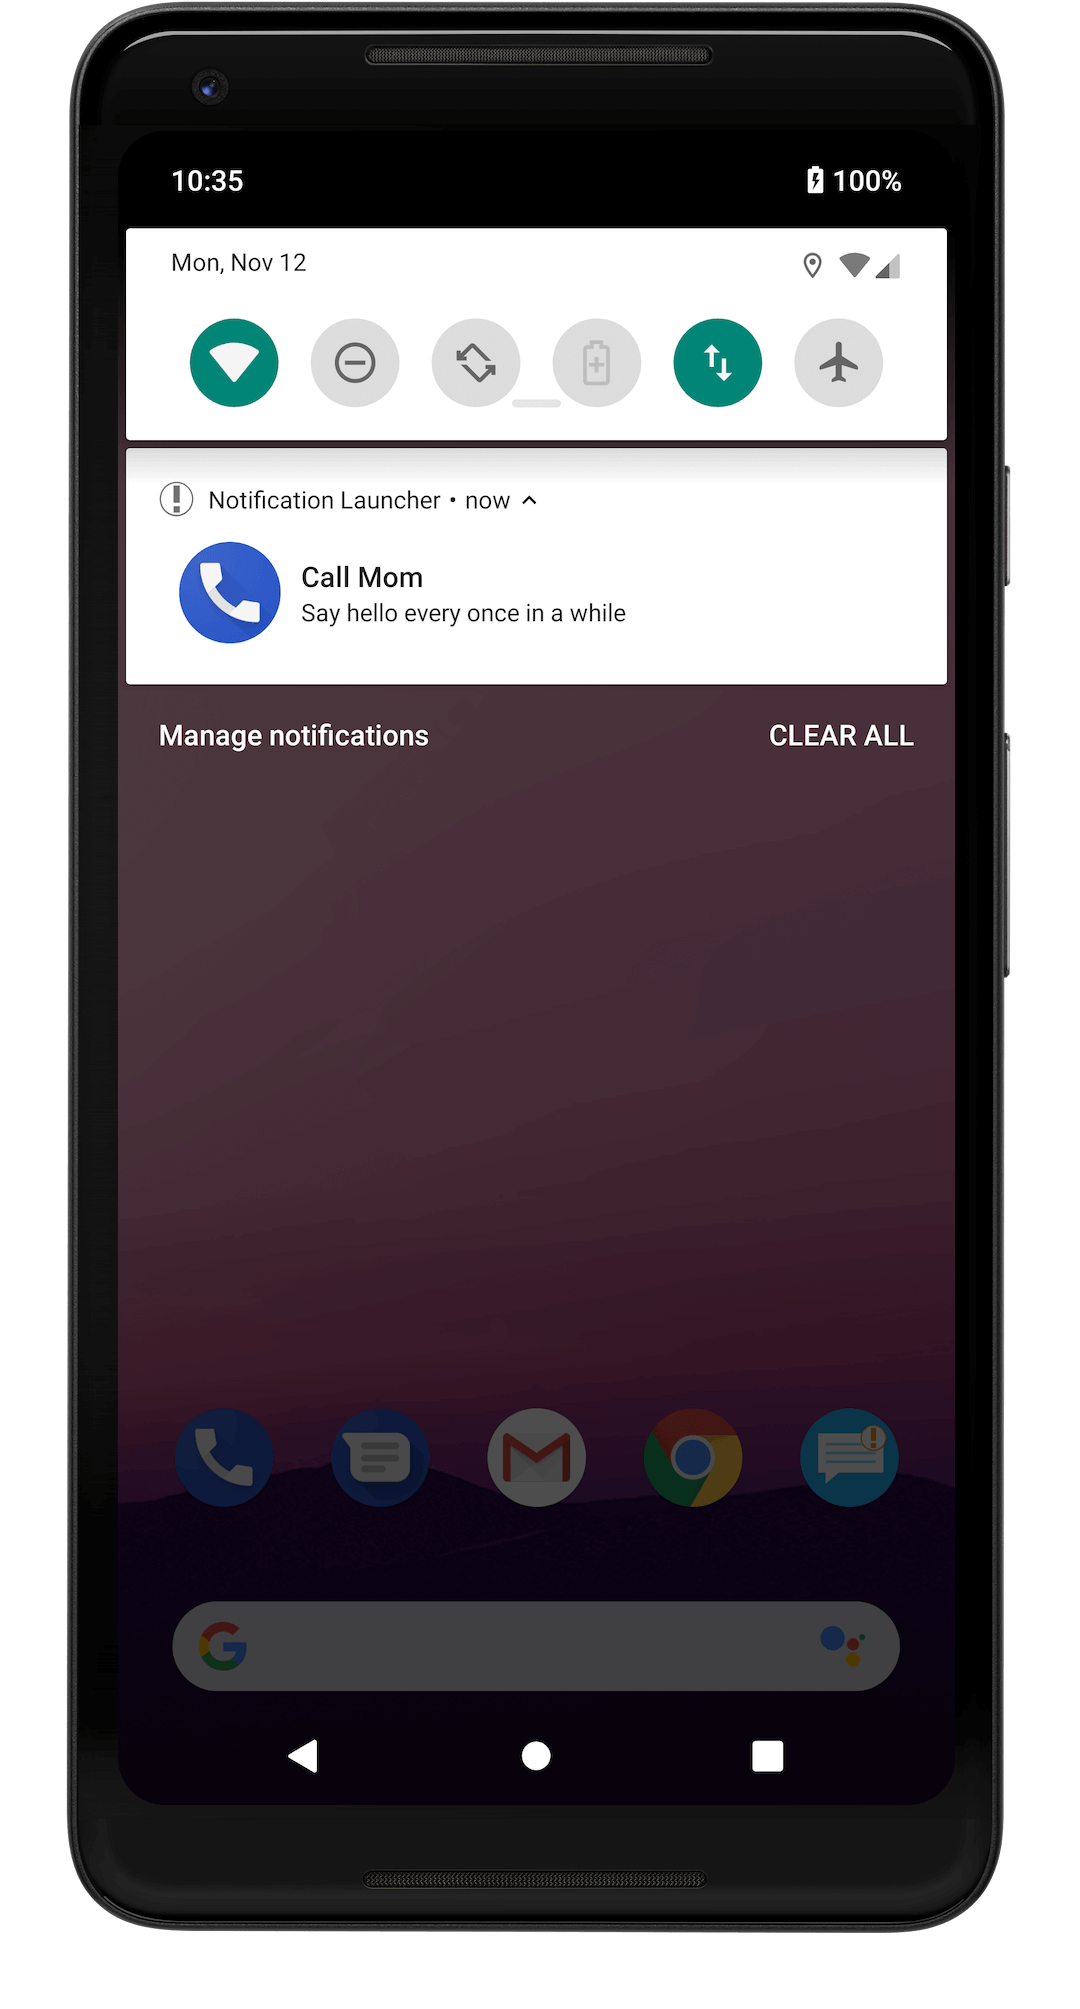 10:35
100%
Mon, Nov 12
Notification Launcher • now
Call Mom
Say hello every once in a while
Manage notifications
CLEAR ALL